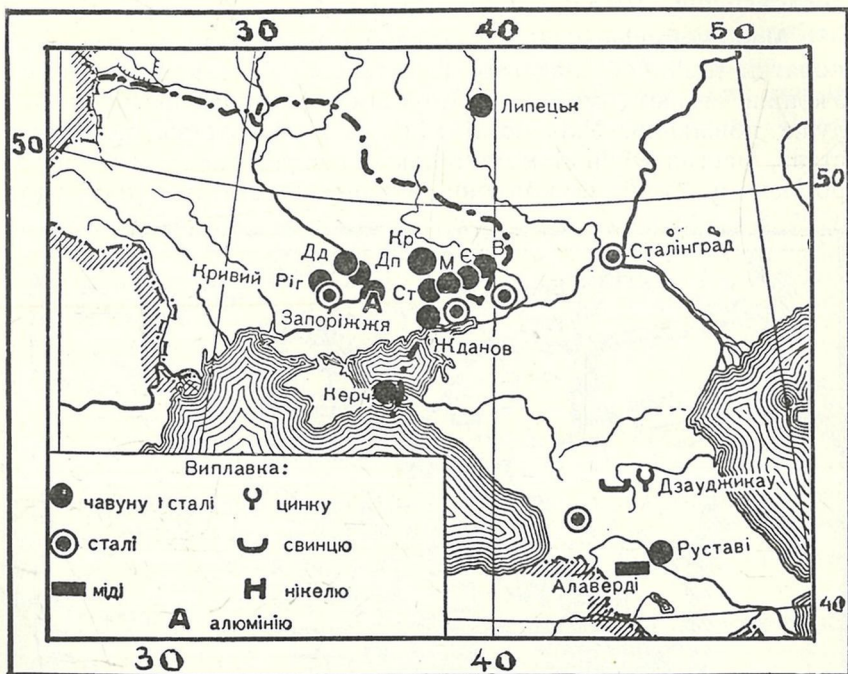 30 40 50
Липецьк
50 50
Сталінград
Дд Дп Кр М Є В
Кривий Ріг
Ст
А
Запоріжжя
Жданов
Керч
Дзауджикау
Руставі
Алаверді
Виплавка:
чавуну і сталі
цинку
сталі
свинцю
міді
Н нікелю
А алюмінію
40
30 40